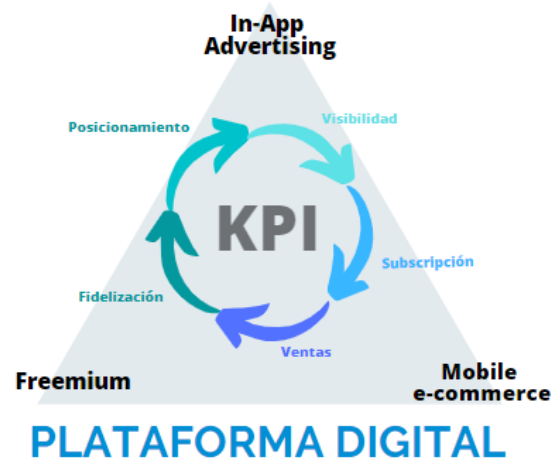 In-App
Advertising
Posicionamiento
Visibilidad
KPI
Subscripción
Fidelización
Ventas
Freemium
Mobile
e-commerce
PLATAFORMA DIGITAL